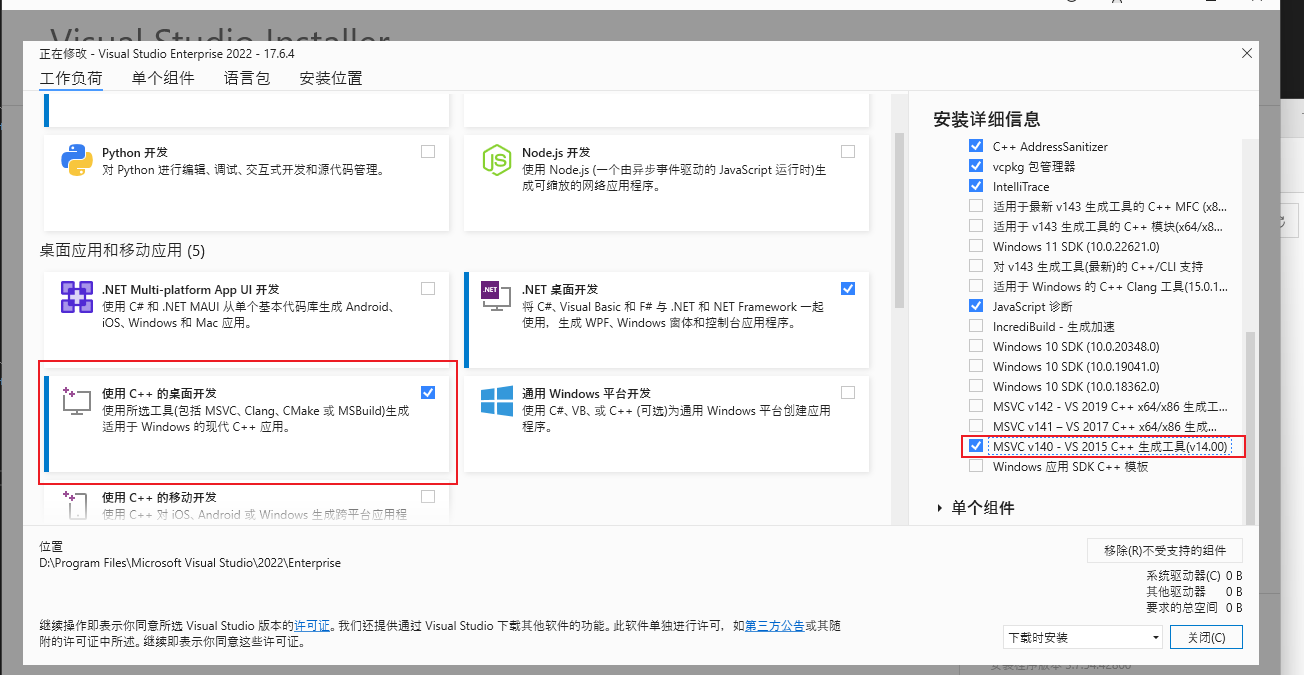 Visual Studio Installer
正在修改 - Visual Studio Enterprise 2022 - 17.6.4
工作负荷 单个组件 语言包 安装位置
Python 开发
对 Python 进行编辑、调试、交互式开发和源代码管理。
Node.js 开发
使用 Node.js (一个由异步事件驱动的 JavaScript 运行时)生
成可缩放的网络应用程序。
桌面应用和移动应用 (5)
.NET Multi-platform App UI 开发
使用 C# 和 .NET MAUI 从单个基本代码库生成 Android、
iOS、Windows 和 Mac 应用。
.NET 桌面开发
将 C#、Visual Basic 和 F# 与 .NET 和 .NET Framework 一起
使用，生成 WPF、Windows 窗体和控制台应用程序。
使用 C++ 的桌面开发
使用所选工具(包括 MSVC、Clang、CMake 或 MSBuild)生成
适用于 Windows 的现代 C++ 应用。
通用 Windows 平台开发
使用 C#、VB、或 C++ (可选)为通用 Windows 平台创建应用
程序。
使用 C++ 的移动开发
使用 C++ 对 iOS、Android 或 Windows 生成跨平台应用程
安装详细信息
C++ AddressSanitizer
vcpkg 包管理器
IntelliTrace
适用于最新 v143 生成工具的 C++ MFC (x8...
适用于 v143 生成工具的 C++ 模块(x64/x8...
Windows 11 SDK (10.0.22621.0)
对 v143 生成工具(最新)的 C++/CLI 支持
适用于 Windows 的 C++ Clang 工具(15.0.1...
JavaScript 诊断
IncrediBuild - 生成加速
Windows 10 SDK (10.0.20348.0)
Windows 10 SDK (10.0.19041.0)
Windows 10 SDK (10.0.18362.0)
MSVC v142 - VS 2019 C++ x64/x86 生成工...
MSVC v141 – VS 2017 C++ x64/x86 生成...
MSVC v140 - VS 2015 C++ 生成工具(v14.00)
Windows 应用 SDK C++ 模板
单个组件
位置
D:\Program Files\Microsoft Visual Studio\2022\Enterprise
移除(R)不受支持的组件
系统驱动器(C) 0 B
其他驱动器 0 B
要求的总空间 0 B
继续操作即表示你同意所选 Visual Studio 版本的许可证。我们还提供通过 Visual Studio 下载其他软件的功能。此软件单独进行许可，如第三方公告或其随
附的许可证中所述。继续即表示你同意这些许可证。
下载时安装
关闭(C)